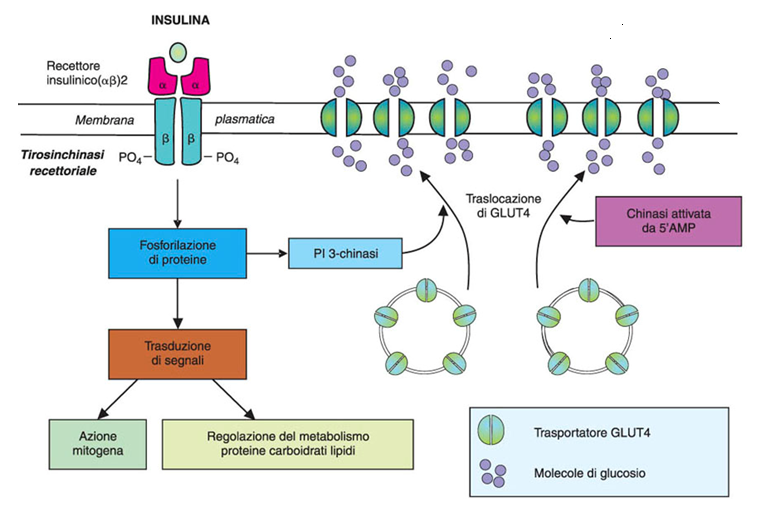 INSULINA
Recettore
insulinico(αβ)2
α
α
Membrana
plasmatica
β
β
Tirosinchinasi
recettoriale
PO4
PO4
Traslocazione
di GLUT4
Chinasi attivata
da 5'AMP
Fosforilazione
di proteine
PI 3-chinasi
Trasduzione
di segnali
Azione
mitogena
Regolazione del metabolismo
proteine carboidrati lipidi
Trasportatore GLUT4
Molecole di glucosio